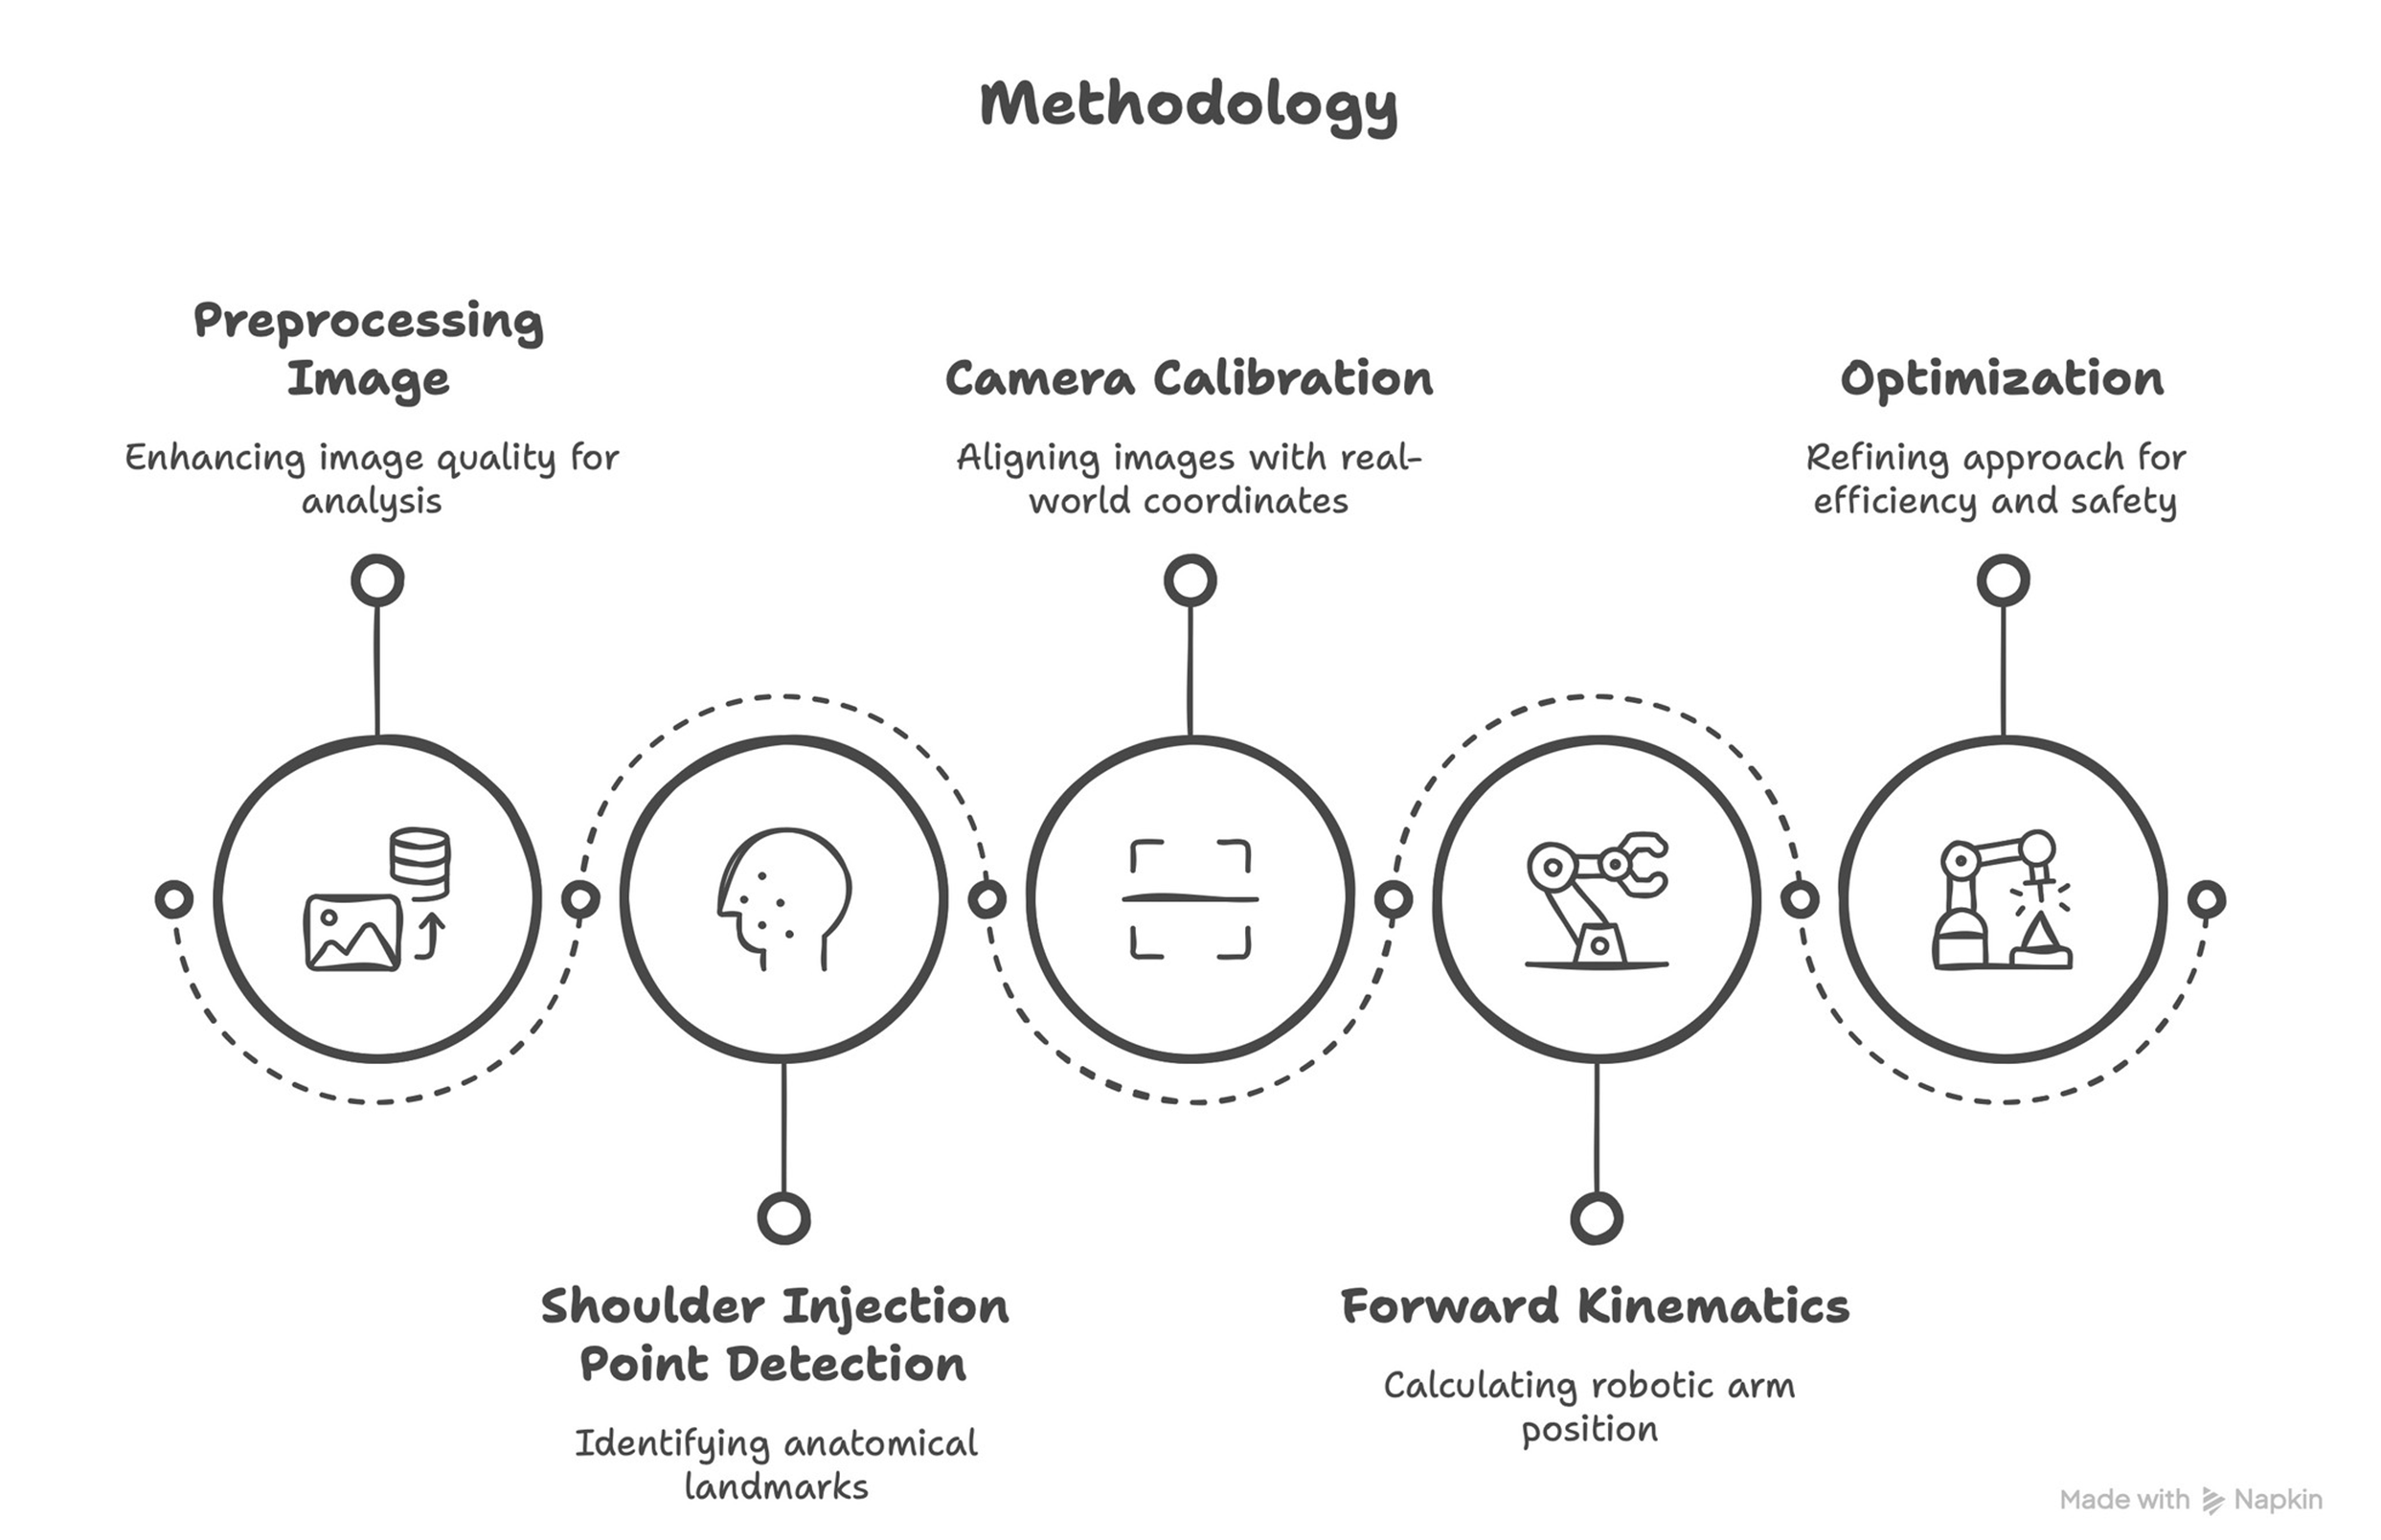 Methodology
Preprocessing
Image
Enhancing image quality for
analysis
Shoulder Injection
Point Detection
Identifying anatomical
landmarks
Camera Calibration
Aligning images with real-
world coordinates
Forward Kinematics
Calculating robotic arm
position
Optimization
Refining approach for
efficiency and safety
Made with Napkin